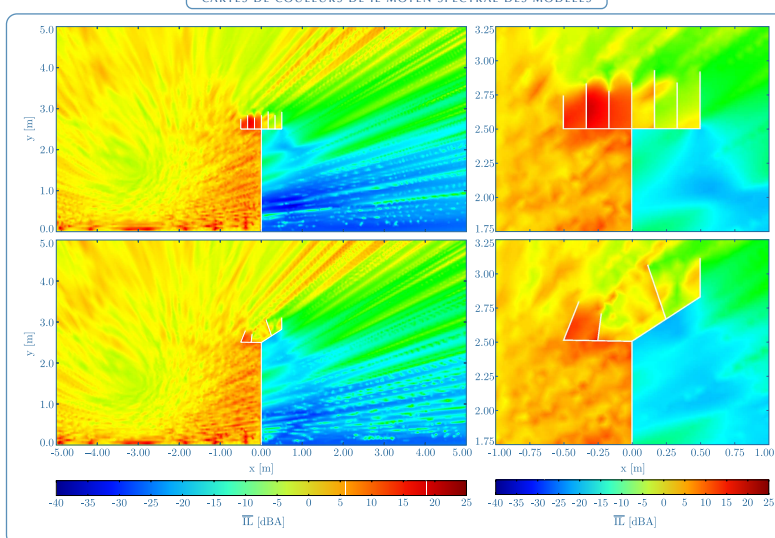 CARTES DE COULEURS DE IL MOYEN SPECTRAL DES MODÈLES
5.0
4.0
3.0
2.0
1.0
0.0
y [m]
3.25
3.00
2.75
2.50
2.25
2.00
1.75
5.0
4.0
3.0
2.0
1.0
0.0
y [m]
-5.00 -4.00 -3.00 -2.00 -1.00 0.00 1.00 2.00 3.00 4.00 5.00
x [m]
3.25
3.00
2.75
2.50
2.25
2.00
1.75
-1.00 -0.75 -0.50 -0.25 0.00 0.25 0.50 0.75 1.00
x [m]
-40 -35 -30 -25 -20 -15 -10 -5 0 5 10 15 20 25
IL [dBA]
-40 -35 -30 -25 -20 -15 -10 -5 0 5 10 15 20 25
IL [dBA]